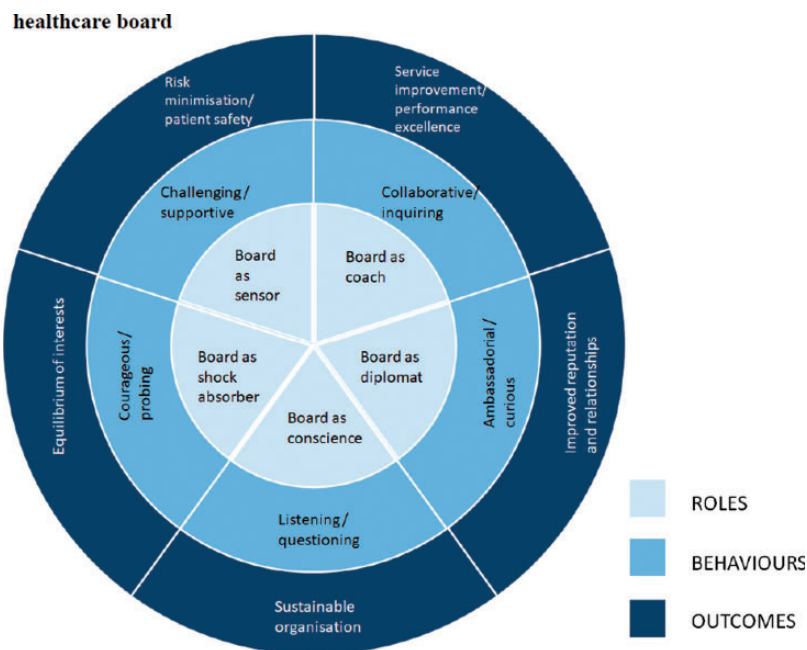 healthcare board
Risk
minimisation/
patient safety
Service
improvement/
performance
excellence
Challenging/
supportive
Collaborative/
inquiring
Board
as
sensor
Board as
coach
Equilibrium of interests
Courageous/
probing
Board as
shock
absorber
Board as
diplomat
Ambassadorial/
curious
Improved reputation
and relationships
Board as
conscience
Listening/
questioning
Sustainable
organisation
ROLES
BEHAVIOURS
OUTCOMES